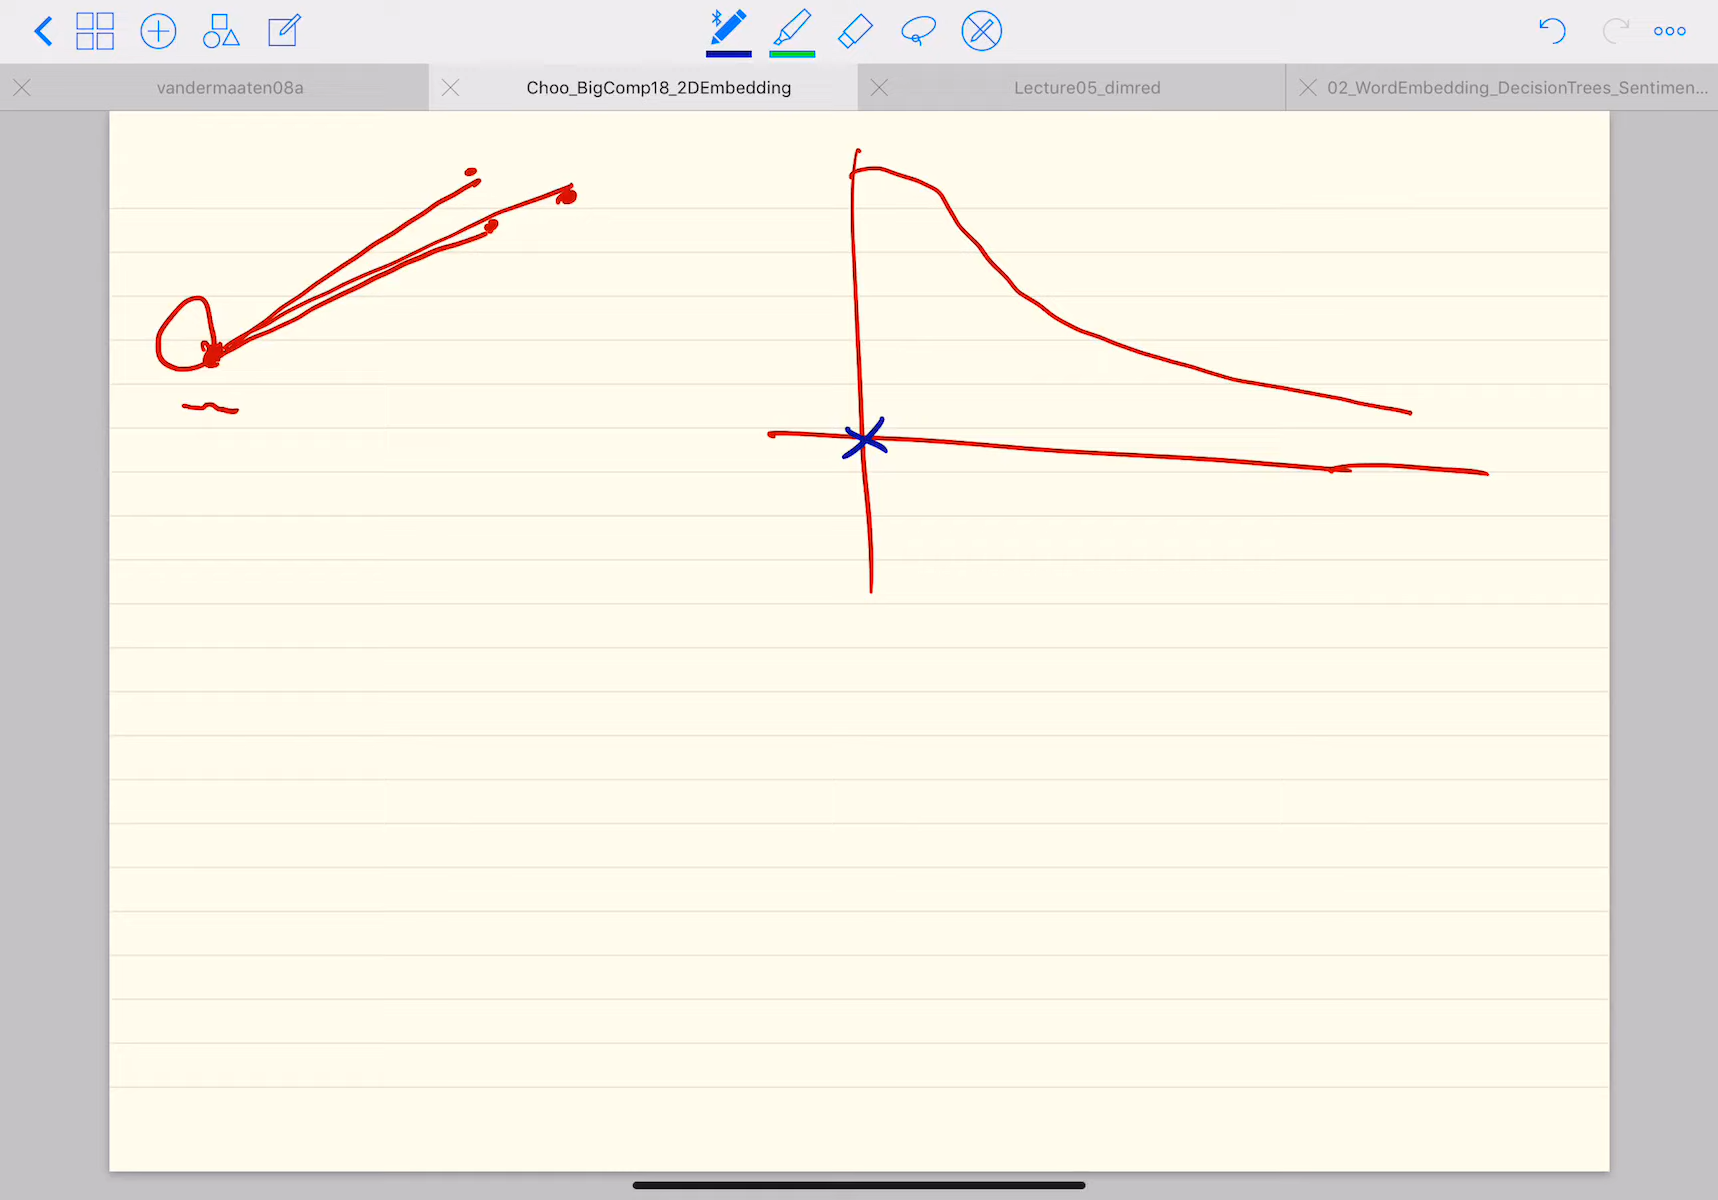 vandermaaten08a
Choo_BigComp18_2DEmbedding
Lecture05_dimred
02_WordEmbedding_DecisionTrees_Sentimen...